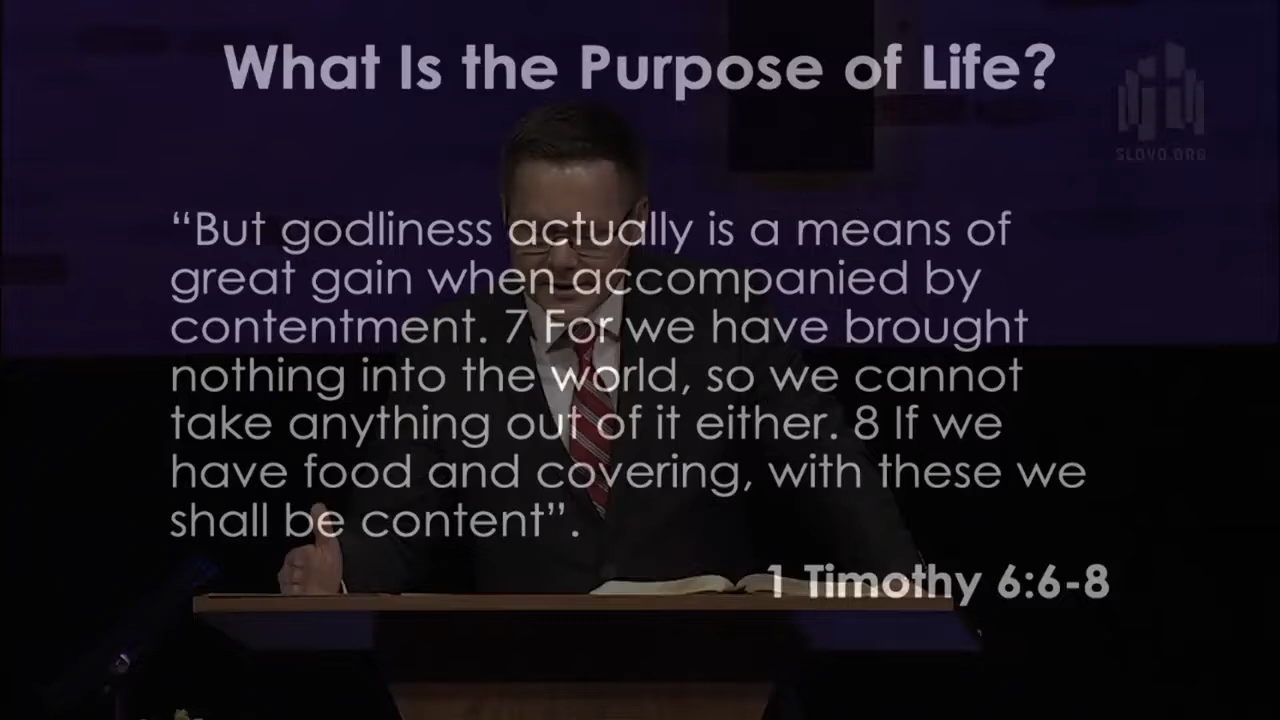 What Is the Purpose of Life?
SLOVO.ORG
“But godliness actually is a means of
great gain when accompanied by
contentment. 7 For we have brought
nothing into the world, so we cannot
take anything out of it either. 8 If we
have food and covering, with these we
shall be content”.
1 Timothy 6:6-8